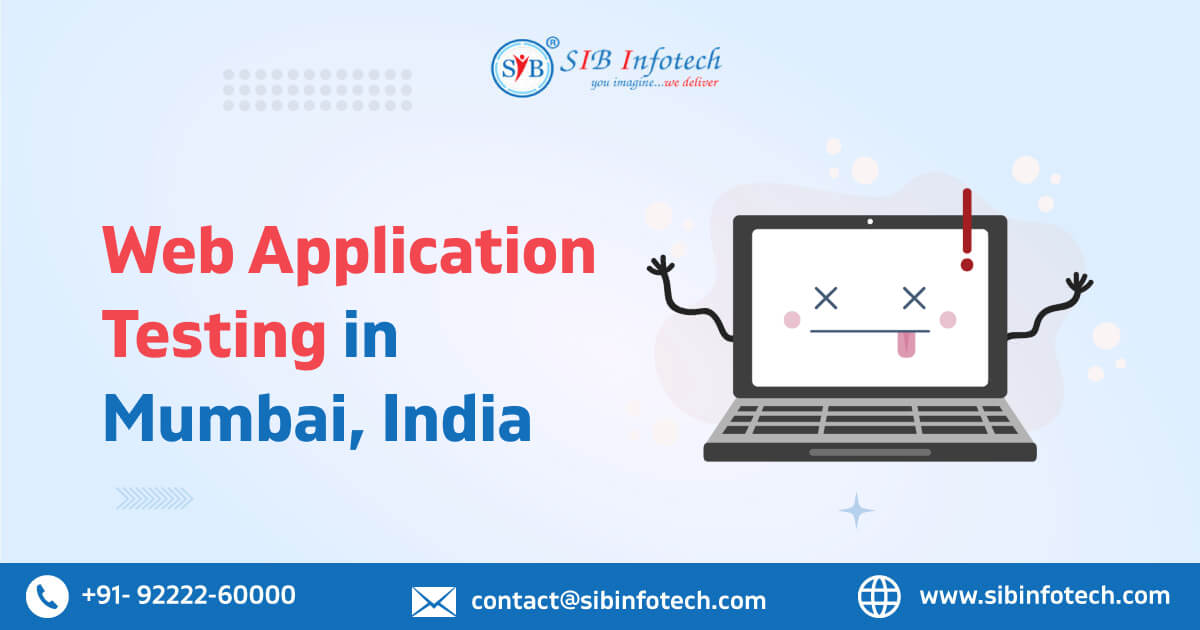 SYB ®
SIB Infotech
you imagine...we deliver
Web Application
Testing in
Mumbai, India
+91- 92222-60000
contact@sibinfotech.com
www.sibinfotech.com